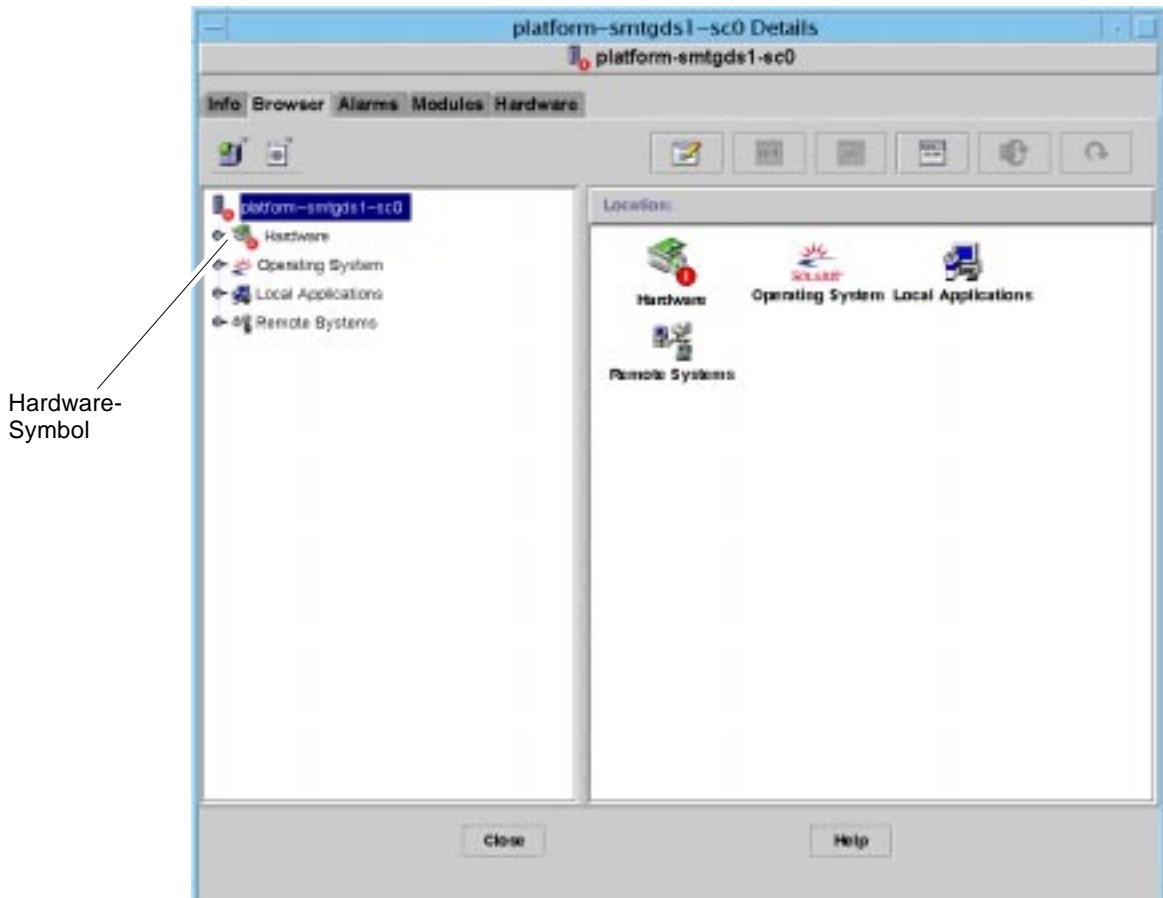 platform-smtgds1-sc0 Details
platform-smtgds1-sc0
Info Browser Alarms Modules Hardware
platform-smtgds1-sc0
Hardware
Operating System
Local Applications
Remote Systems
Location:
SOLARIS
Hardware Operating System Local Applications
Remote Systems
Hardware-
Symbol
Close Help